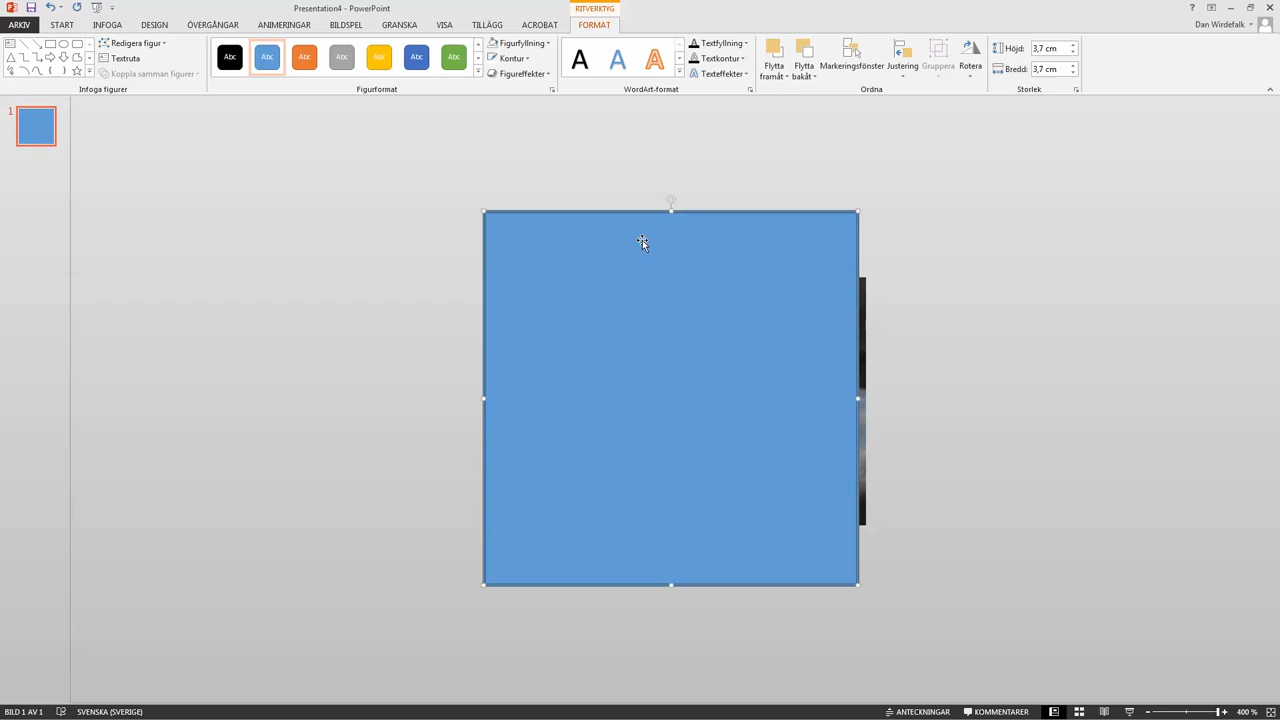 Presentation4 - PowerPoint
RITVERKTYG
Dan Wirdefalk
ARKIV START INFOGA DESIGN ÖVERGÅNGAR ANIMERINGAR BILDSPEL GRANSKA VISA TILLÄGG ACROBAT FORMAT
Redigera figur
Textruta
Koppla samman figurer
Infoga figurer
Abc Abc Abc Abc Abc Abc Abc
Figurfyllning
Kontur
Figureffekter
Figurformat
A A A
Textfyllning
Textkontur
Texteffekter
WordArt-format
Flytta framåt
Flytta bakåt
Markeringsfönster
Justering
Gruppera
Rotera
Ordna
Höjd: 3,7 cm
Bredd: 3,7 cm
Storlek
1
BILD 1 AV 1 SVENSKA (SVERIGE) ANTECKNINGAR KOMMENTARER 400 %